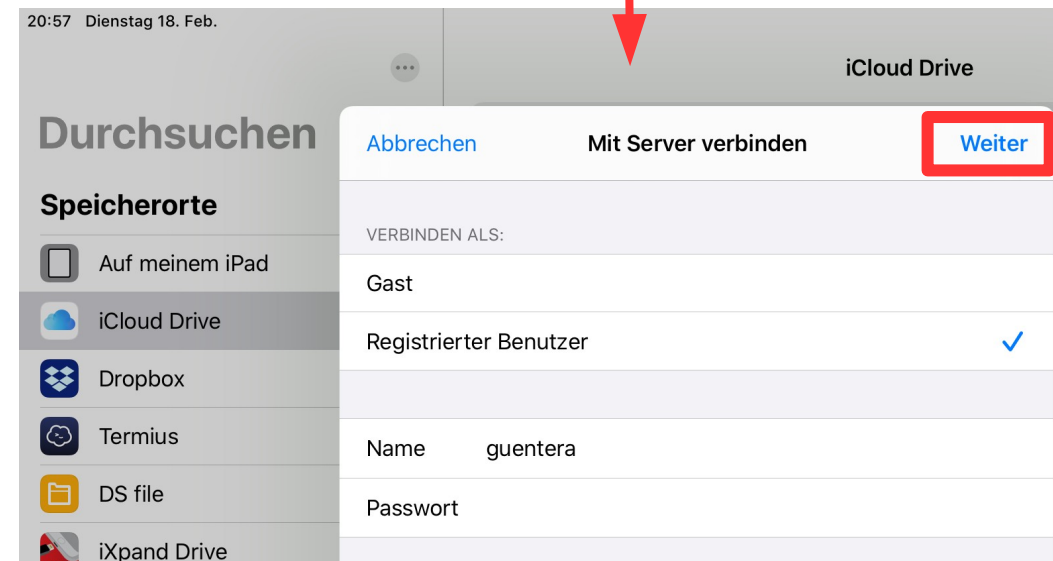 20:57 Dienstag 18. Feb.
iCloud Drive
Durchsuchen
Abbrechen
Mit Server verbinden
Weiter
Speicherorte
VERBINDEN ALS:
Auf meinem iPad
Gast
iCloud Drive
Registrierter Benutzer
Dropbox
Termius
Name guentera
DS file
Passwort
iXpand Drive